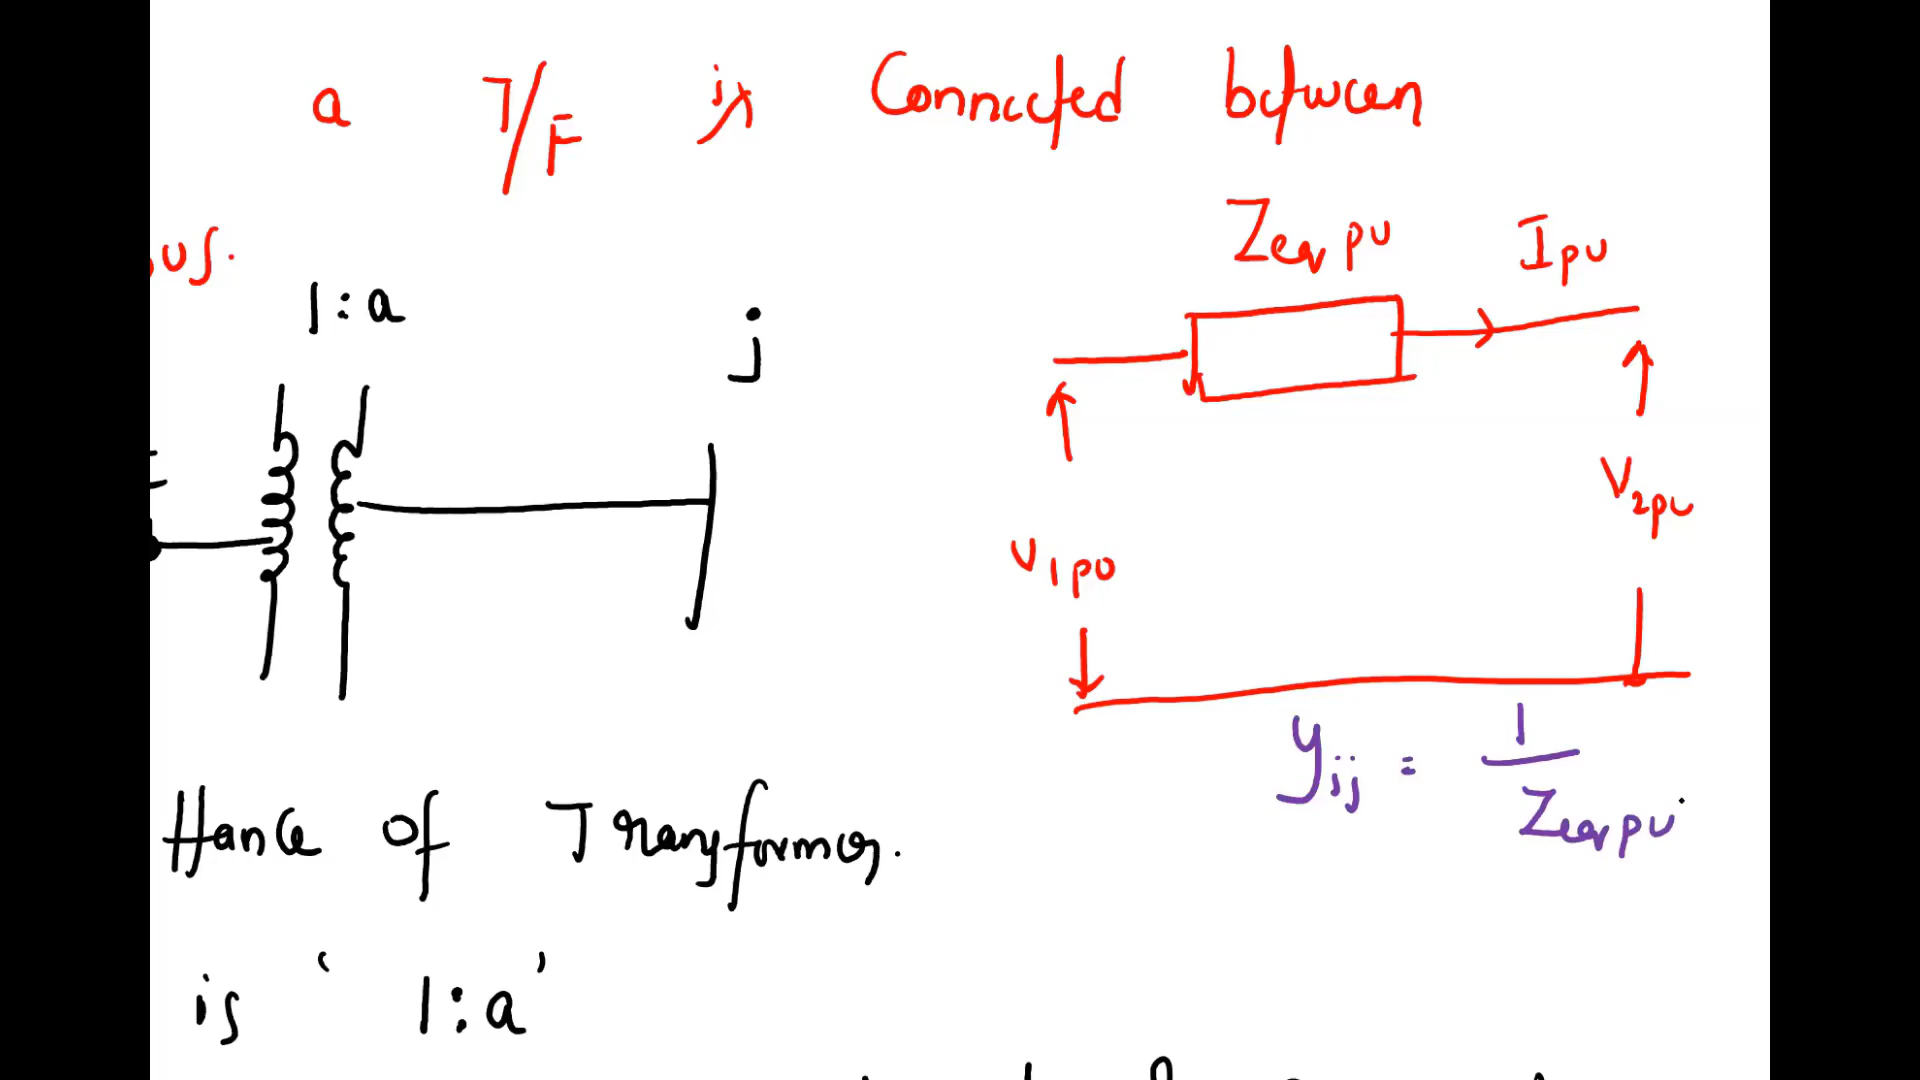 a T/F is Connected between
Zeq pu
Ipu
us.
1:a
j
V2pu
V1pu
yij = 1
Zeq pu
ttance of Transformer.
is ' 1:a '